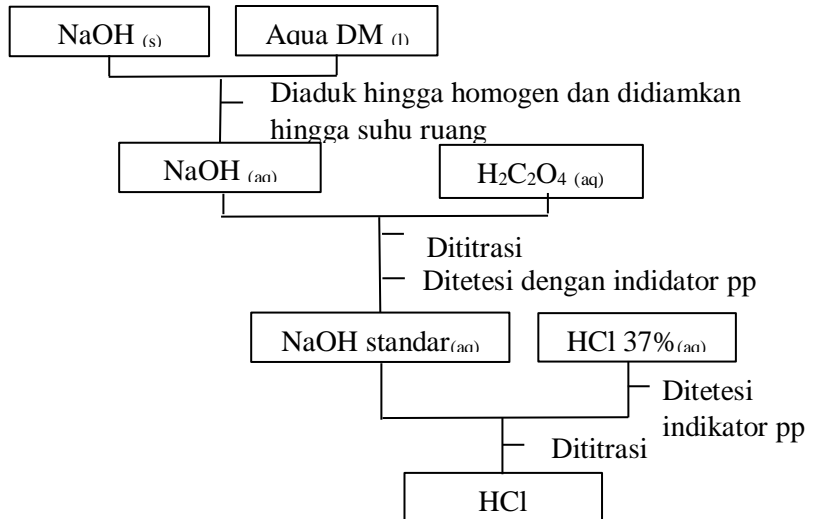 NaOH (s)
Aqua DM (l)
Diaduk hingga homogen dan didiamkan
hingga suhu ruang
NaOH (aq)
H₂C₂O₄ (aq)
Dititrasi
Ditetesi dengan indidator pp
NaOH standar(aq)
HCl 37%(aq)
Ditetesi
indikator pp
Dititrasi
HCl